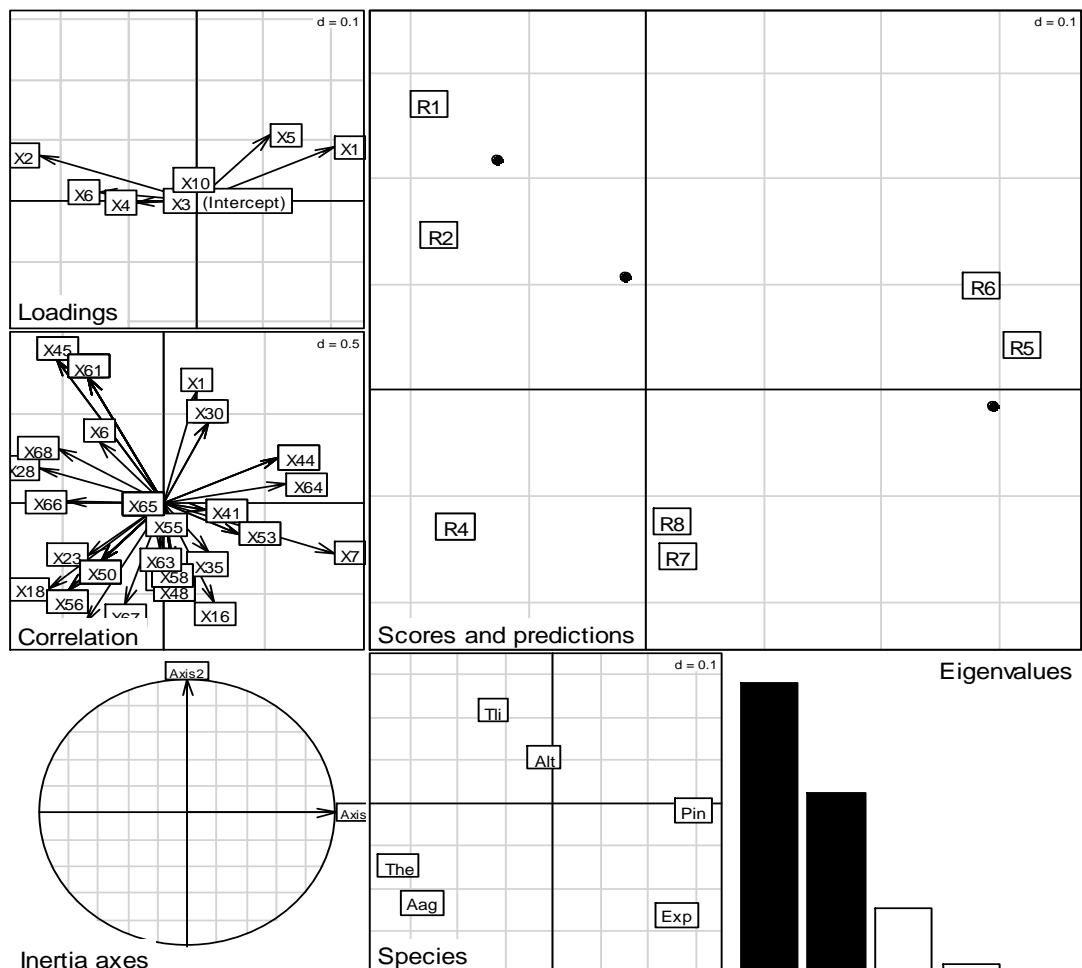 d = 0.1
X5
X1
X2
X10
X6
X4
X3
(Intercept)
Loadings
d = 0.1
R1
R2
R6
R5
R4
R8
R7
Scores and predictions
d = 0.5
X45
X61
X1
X30
X6
X68
X28
X44
X64
X66
X65
X41
X55
X53
X7
X23
X63
X35
X50
X58
X18
X48
X56
X67
X16
Correlation
Axis2
Axis
Inertia axes
d = 0.1
Tli
Alt
Pin
The
Aag
Exp
Species
Eigenvalues